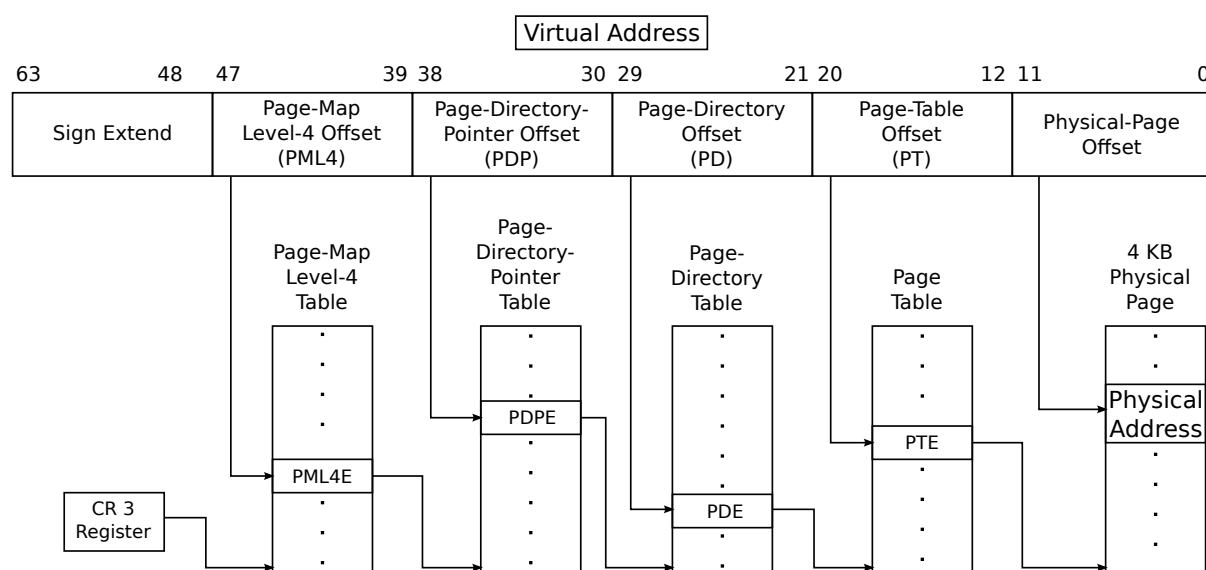 Virtual Address
63 48 47 39 38 30 29 21 20 12 11 0
Sign Extend
Page-Map
Level-4 Offset
(PML4)
Page-Directory-
Pointer Offset
(PDP)
Page-Directory
Offset
(PD)
Page-Table
Offset
(PT)
Physical-Page
Offset
Page-Map
Level-4
Table
Page-
Directory-
Pointer
Table
Page-
Directory
Table
Page
Table
4 KB
Physical
Page
PML4E
PDPE
PDE
PTE
Physical
Address
CR 3
Register